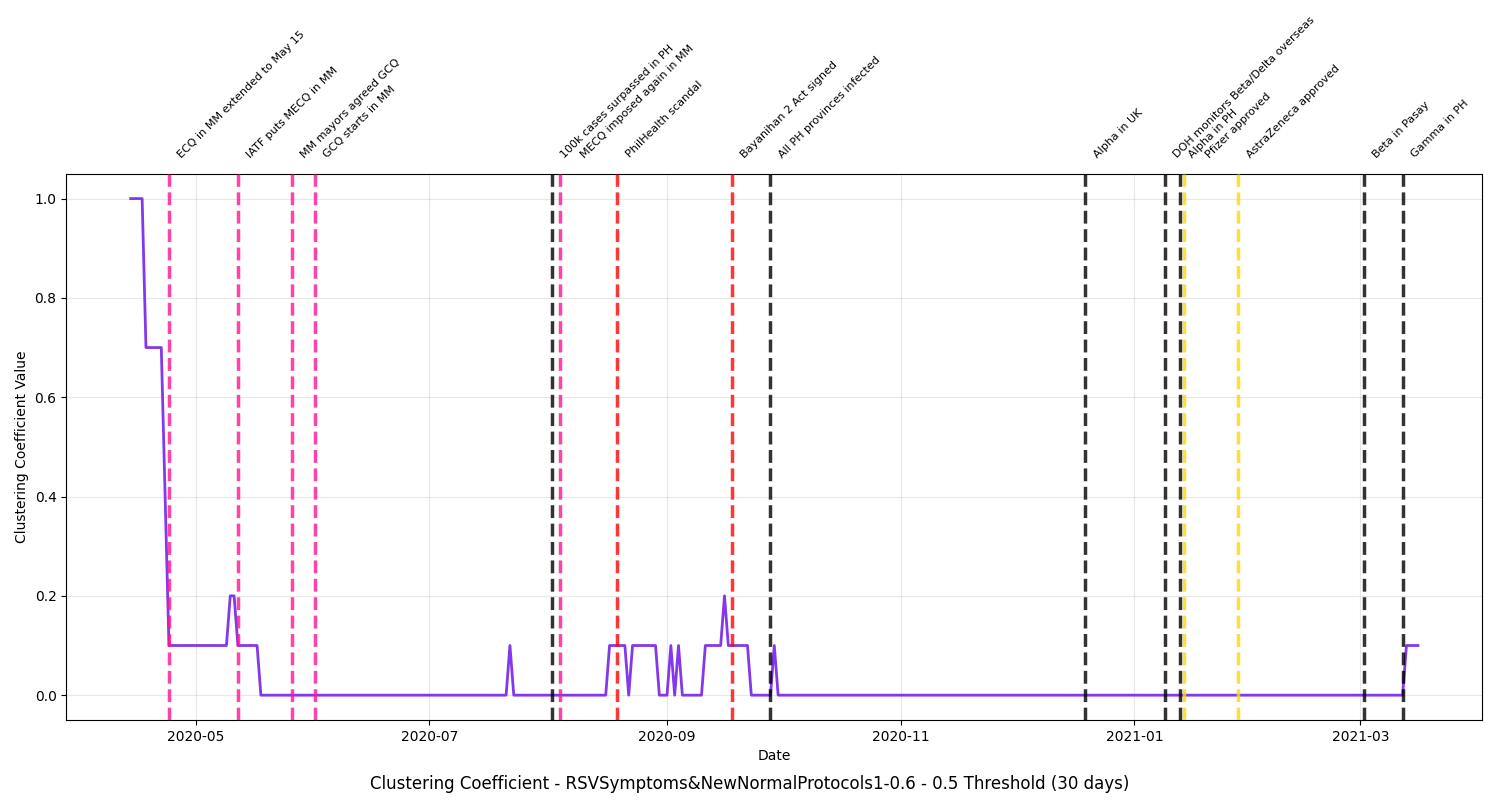 ECQ in MM extended to May 15
IATF puts MECQ in MM
MM mayors agreed GCQ
GCQ starts in MM
100k cases surpassed in PH
MECQ imposed again in MM
PhilHealth scandal
Bayanihan 2 Act signed
All PH provinces infected
Alpha in UK
DOH monitors Beta/Delta overseas
Alpha in PH
Pfizer approved
AstraZeneca approved
Beta in Pasay
Gamma in PH
Clustering Coefficient Value
1.0
0.8
0.6
0.4
0.2
0.0
2020-05
2020-07
2020-09
2020-11
2021-01
2021-03
Date
Clustering Coefficient - RSVSymptoms&NewNormalProtocols1-0.6 - 0.5 Threshold (30 days)